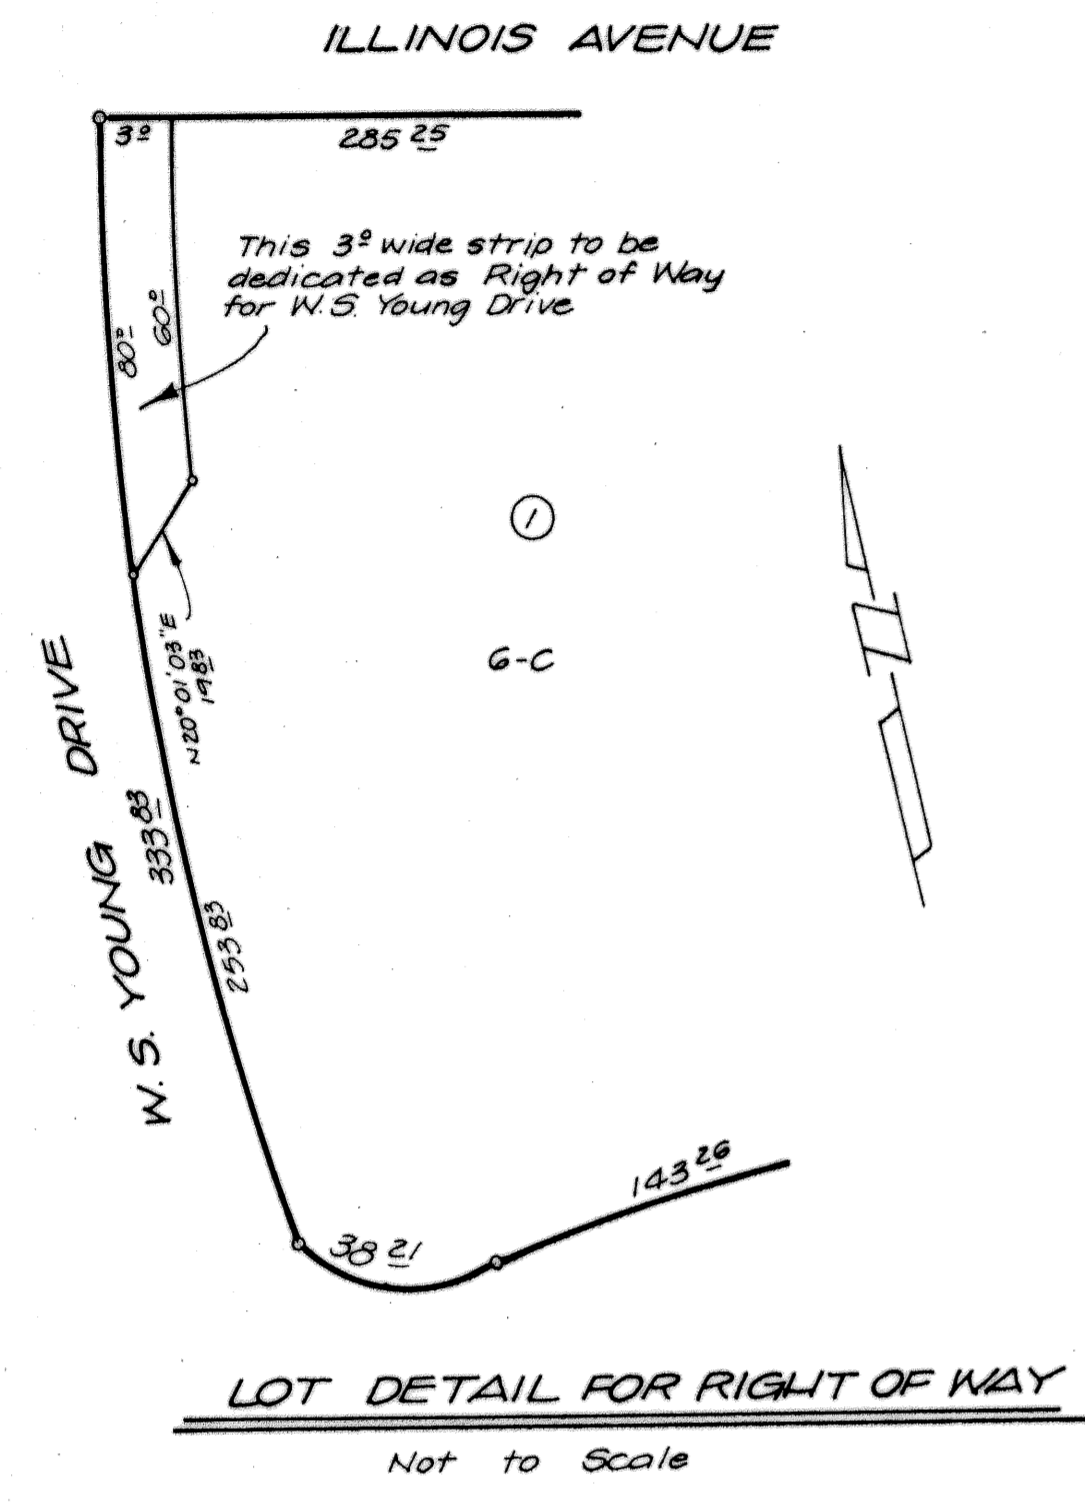 ILLINOIS AVENUE
3º
285 25
This 3º wide strip to be
dedicated as Right of Way
for W.S. Young Drive
80º
60º
1
6-C
N20°01'03"E
19 83
N
W. S. YOUNG DRIVE
333 83
253 83
38 21
143 26
LOT DETAIL FOR RIGHT OF WAY
Not to Scale